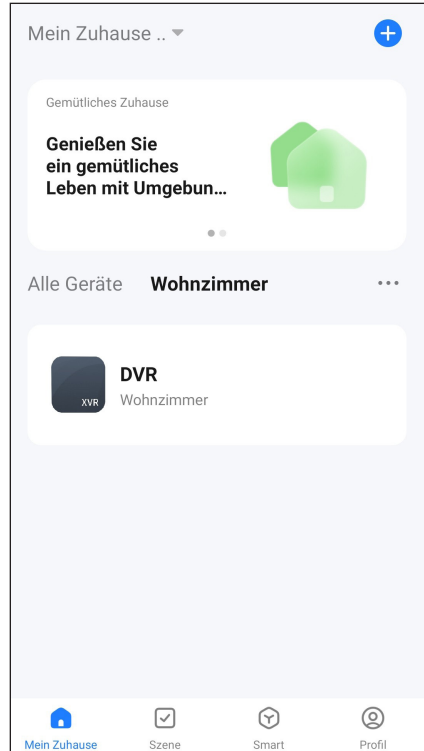 Mein Zuhause ..
Gemütliches Zuhause
Genießen Sie
ein gemütliches
Leben mit Umgebun...
Alle Geräte Wohnzimmer
DVR
XVR
Wohnzimmer
Mein Zuhause Szene Smart Profil